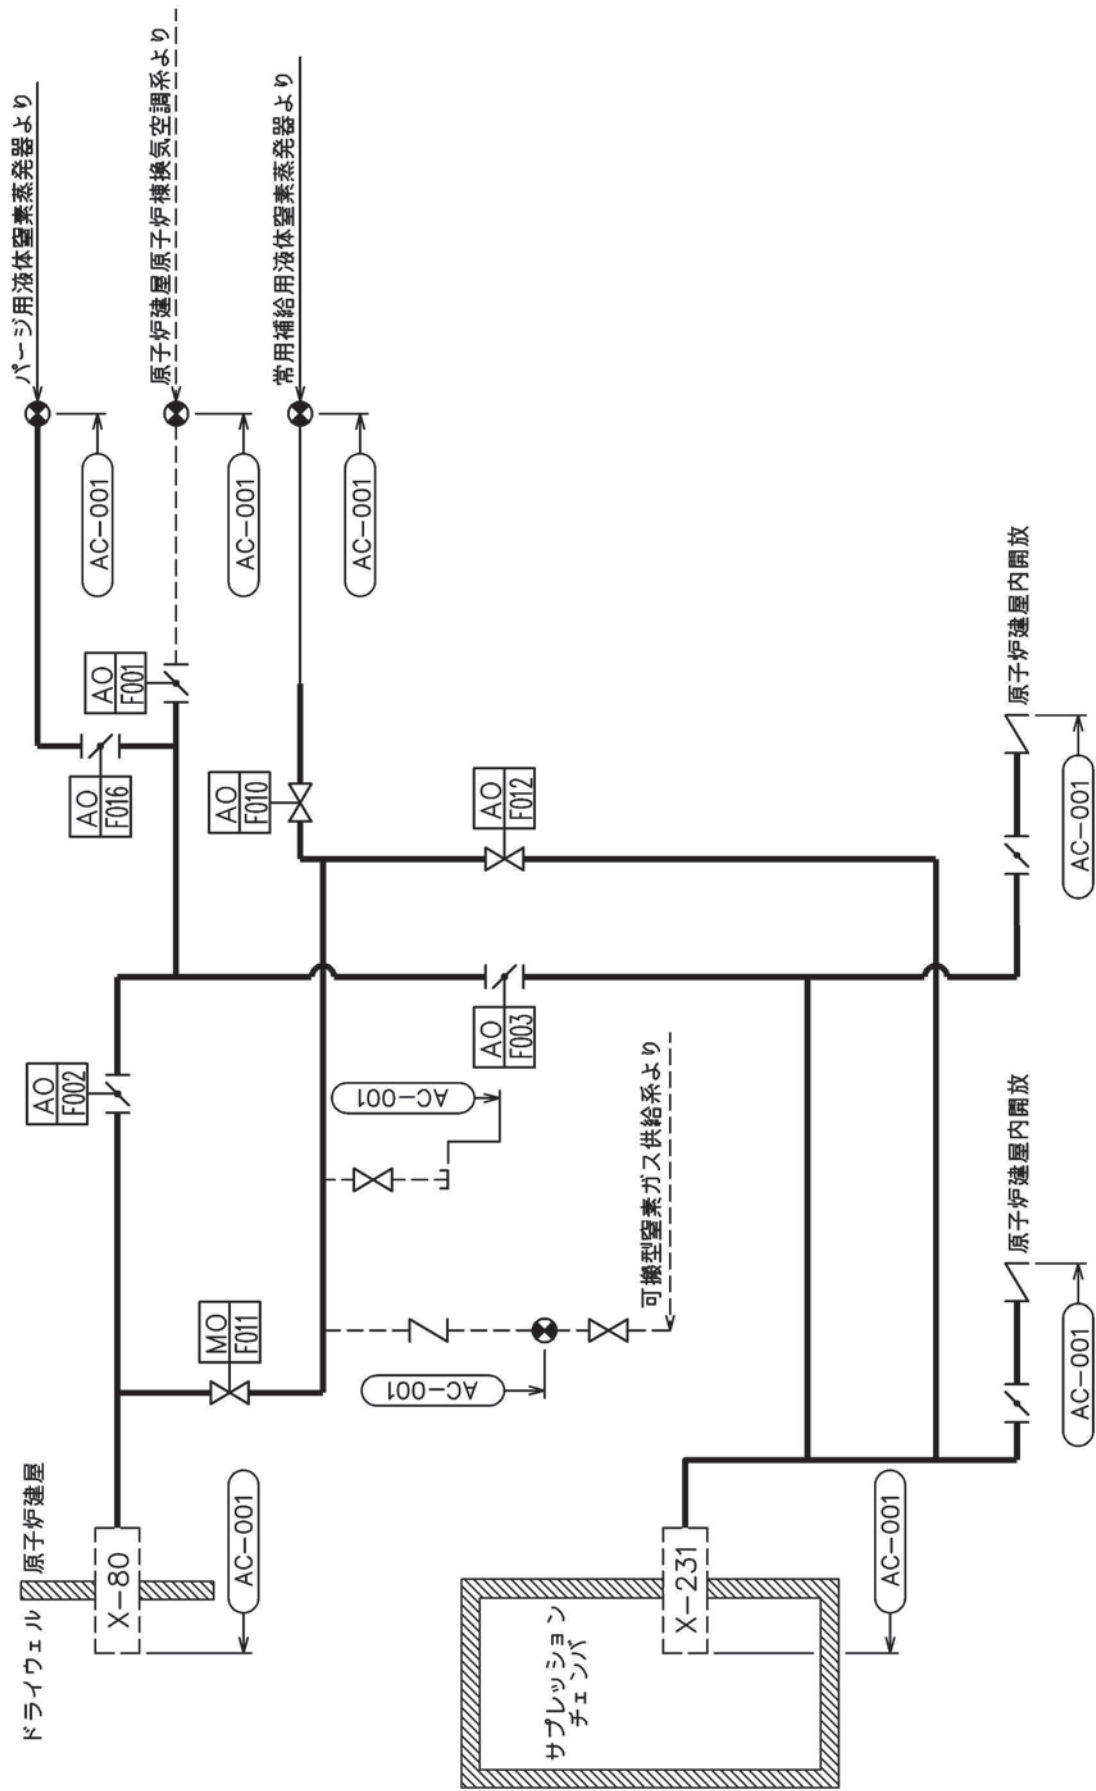 ドライウェル
原子炉建屋
X-80
AC-001
サプレッション
チェンバ
X-231
AC-001
MO
F011
AC-001
可搬型窒素ガス供給系より
AC-001
AO
F002
AO
F003
AO
F012
AO
F010
AO
F016
AO
F001
パージ用液体窒素蒸発器より
AC-001
原子炉建屋原子炉棟換気空調系より
AC-001
常用補給用液体窒素蒸発器より
AC-001
原子炉建屋内開放
AC-001
原子炉建屋内開放
AC-001